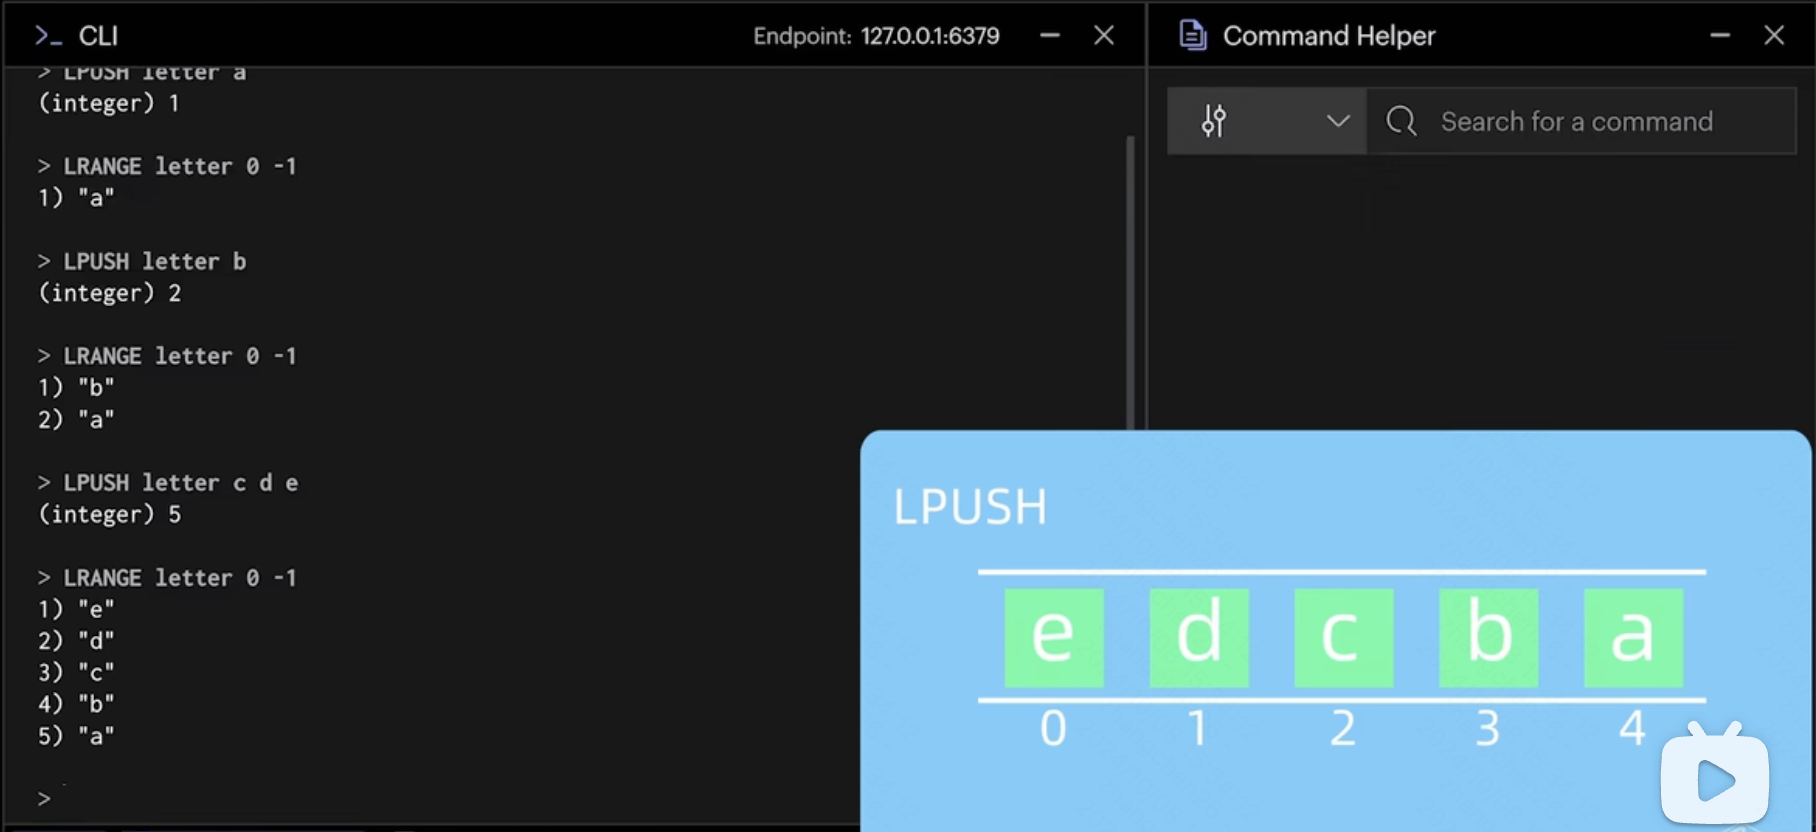 >_ CLI
Endpoint: 127.0.0.1:6379
> LPUSH letter a
(integer) 1
> LRANGE letter 0 -1
1) "a"
> LPUSH letter b
(integer) 2
> LRANGE letter 0 -1
1) "b"
2) "a"
> LPUSH letter c d e
(integer) 5
> LRANGE letter 0 -1
1) "e"
2) "d"
3) "c"
4) "b"
5) "a"
>
Command Helper
Search for a command
LPUSH
e d c b a
0 1 2 3 4